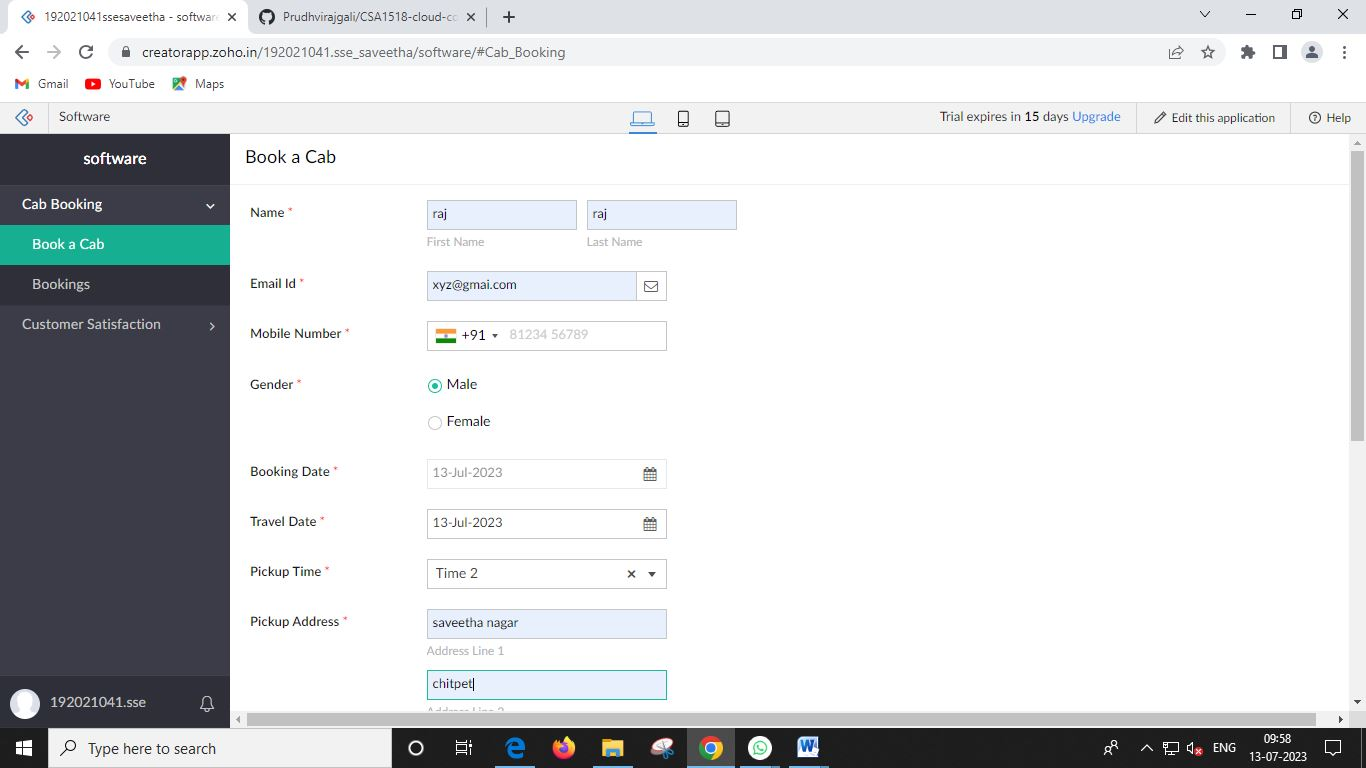 192021041ssesaveetha - software
Prudhvirajgali/CSA1518-cloud-co
creatorapp.zoho.in/192021041.sse_saveetha/software/#Cab_Booking
Gmail YouTube Maps
Software
Trial expires in 15 days Upgrade
Edit this application
Help
software
Cab Booking
Book a Cab
Bookings
Customer Satisfaction
192021041.sse
Book a Cab
Name *
raj raj
First Name Last Name
Email Id *
xyz@gmai.com
Mobile Number *
+91 81234 56789
Gender *
Male
Female
Booking Date *
13-Jul-2023
Travel Date *
13-Jul-2023
Pickup Time *
Time 2
Pickup Address *
saveetha nagar
Address Line 1
chitpet
Address Line 2
Type here to search
W
ENG
09:58
13-07-2023